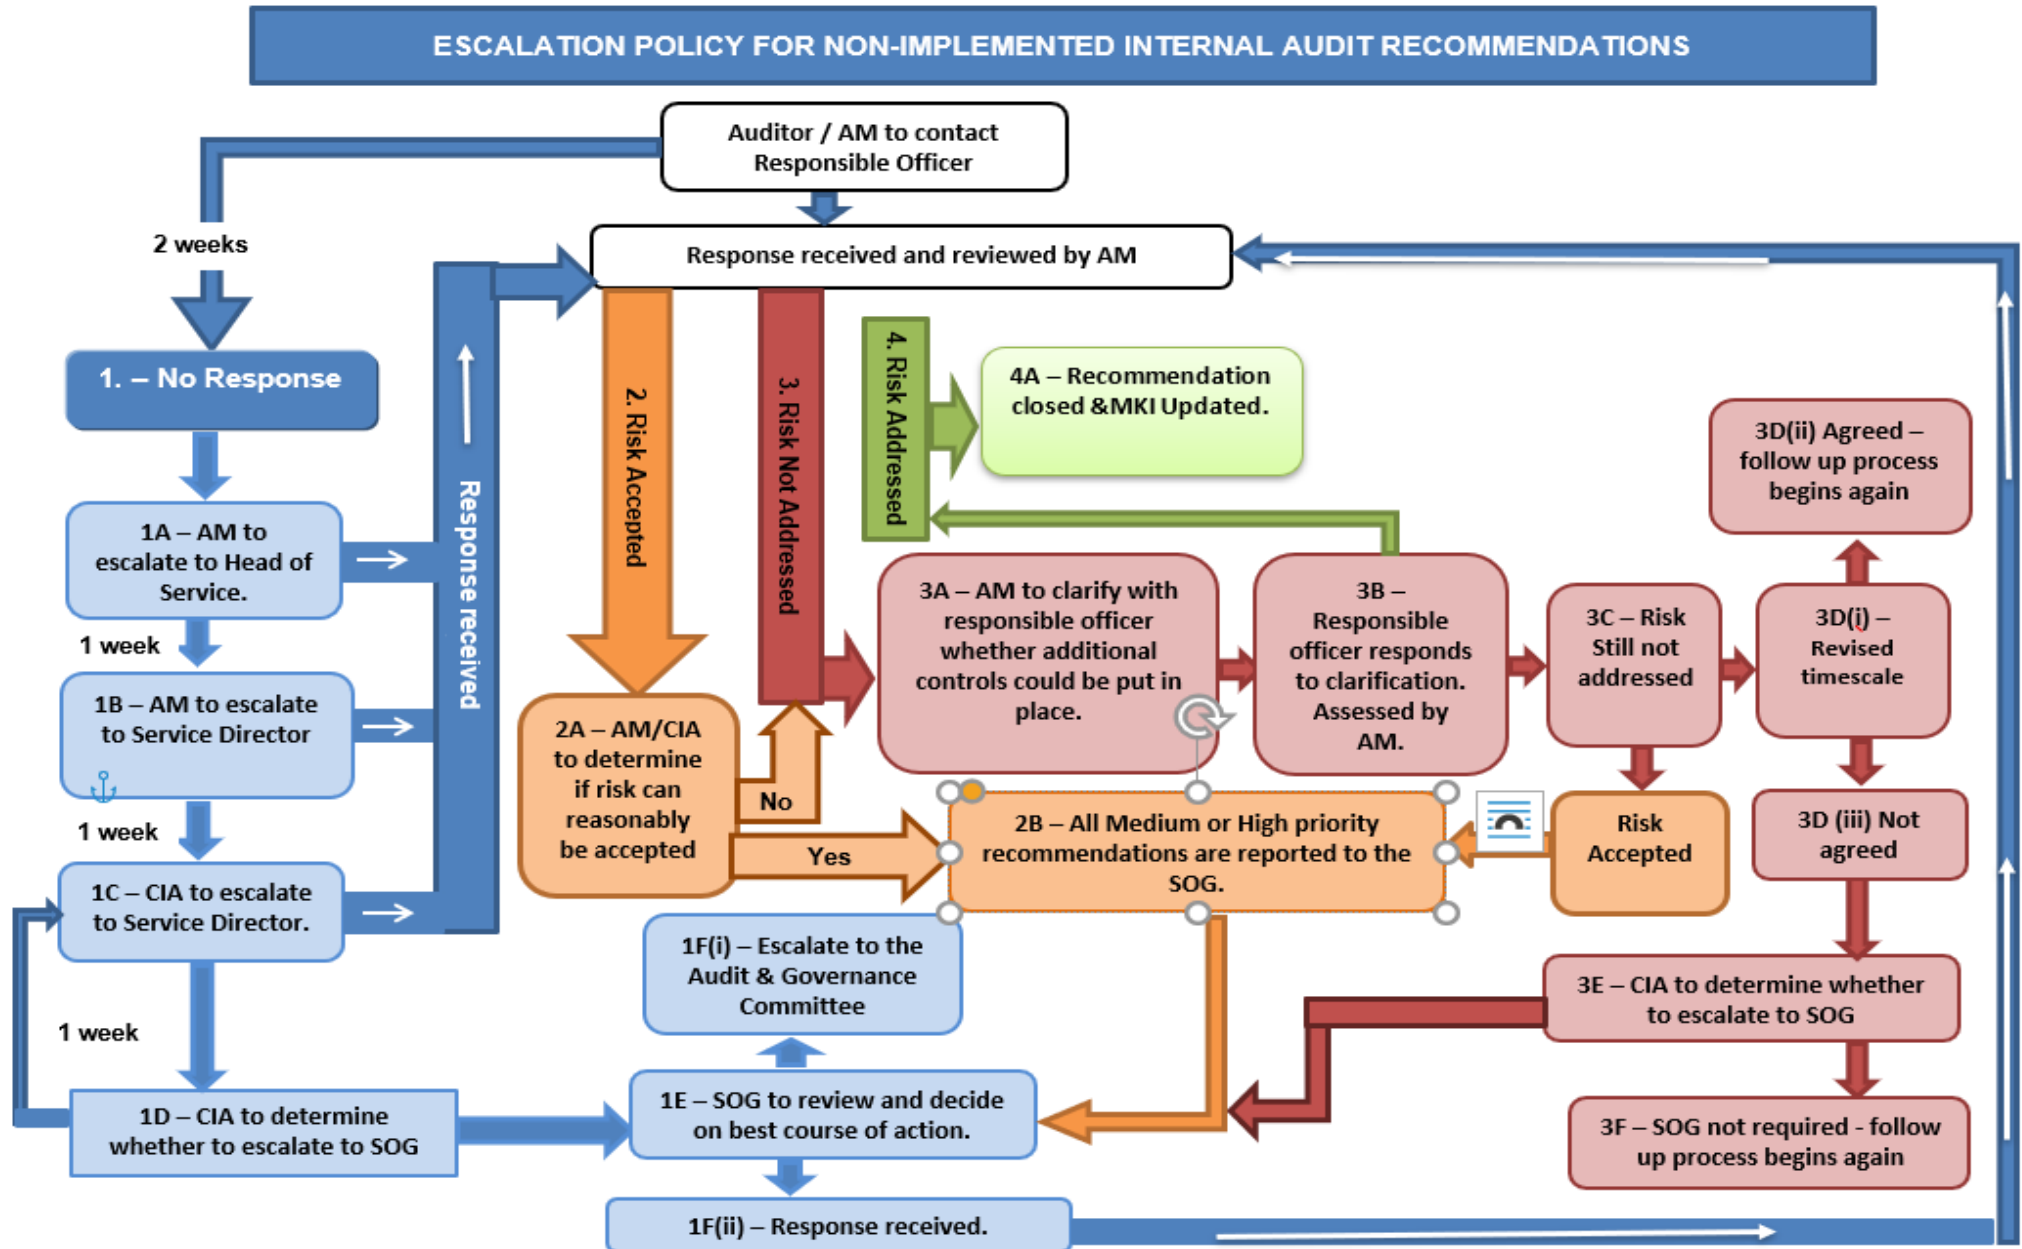 ESCALATION POLICY FOR NON-IMPLEMENTED INTERNAL AUDIT RECOMMENDATIONS
Auditor / AM to contact
Responsible Officer
2 weeks
Response received and reviewed by AM
1. – No Response
1A – AM to
escalate to Head of
Service.
1 week
1B – AM to escalate
to Service Director
1 week
1C – CIA to escalate
to Service Director.
1 week
1D – CIA to determine
whether to escalate to SOG
Response received
2. Risk Accepted
3. Risk Not Addressed
4. Risk Addressed
4A – Recommendation
closed &MKI Updated.
2A – AM/CIA
to determine
if risk can
reasonably
be accepted
No
Yes
2B – All Medium or High priority
recommendations are reported to the
SOG.
3A – AM to clarify with
responsible officer
whether additional
controls could be put in
place.
3B –
Responsible
officer responds
to clarification.
Assessed by
AM.
3C – Risk
Still not
addressed
Risk
Accepted
3D(i) –
Revised
timescale
3D(ii) Agreed –
follow up process
begins again
3D (iii) Not
agreed
3E – CIA to determine whether
to escalate to SOG
3F – SOG not required - follow
up process begins again
1F(i) – Escalate to the
Audit & Governance
Committee
1E – SOG to review and decide
on best course of action.
1F(ii) – Response received.